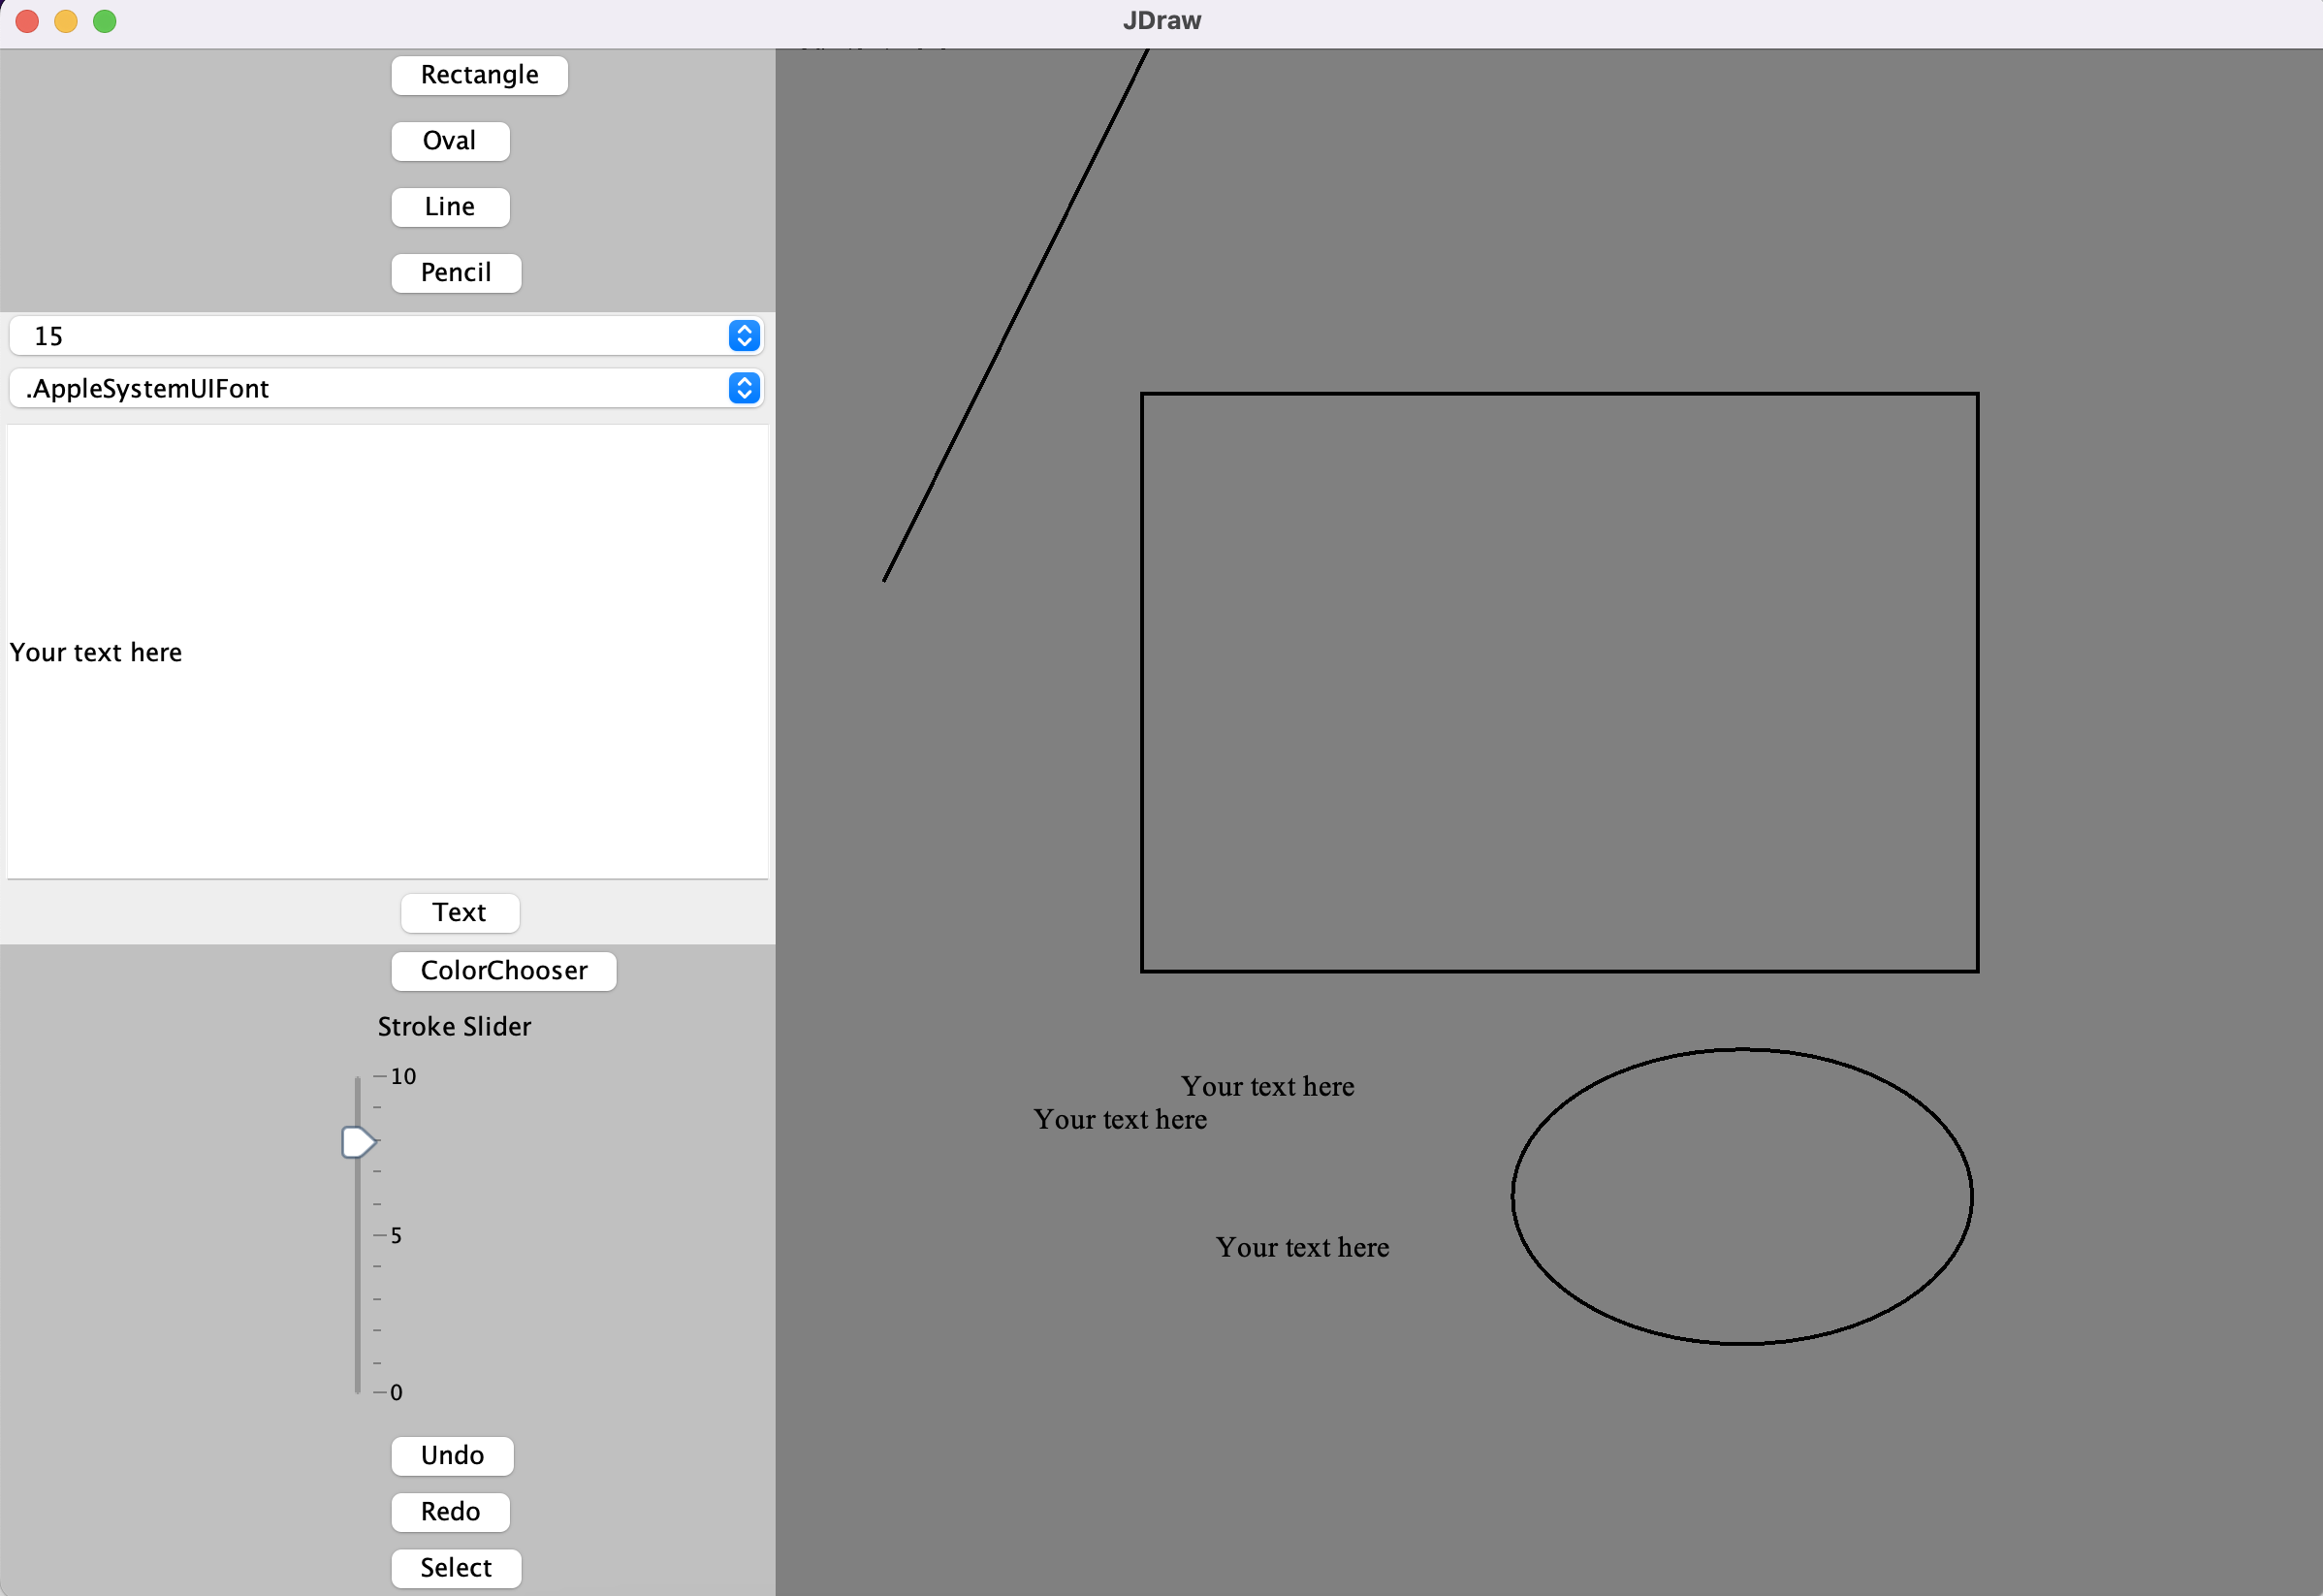 JDraw
Rectangle
Oval
Line
Pencil
15
.AppleSystemUIFont
Your text here
Text
ColorChooser
Stroke Slider
10
5
0
Undo
Redo
Select
Your text here
Your text here
Your text here